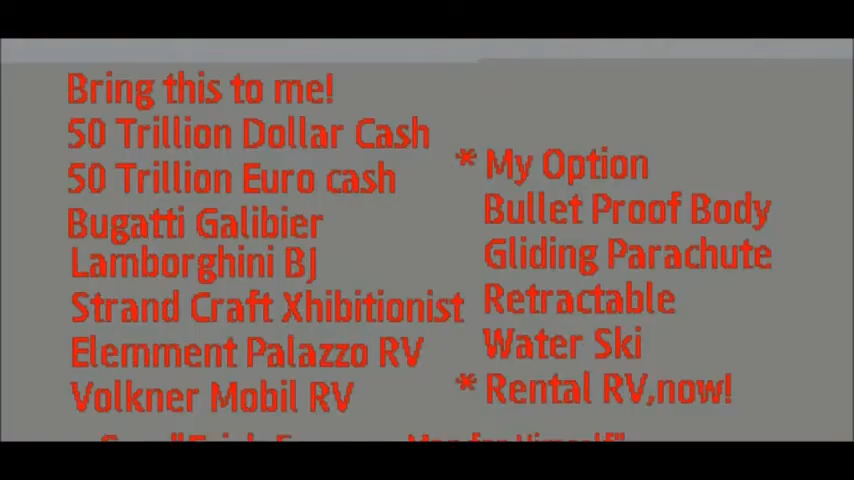 Bring this to me!
50 Trillion Dollar Cash
50 Trillion Euro cash
Bugatti Galibier
Lamborghini BJ
Strand Craft Xhibitionist
Elemment Palazzo RV
Volkner Mobil RV
* My Option
Bullet Proof Body
Gliding Parachute
Retractable
Water Ski
* Rental RV,now!